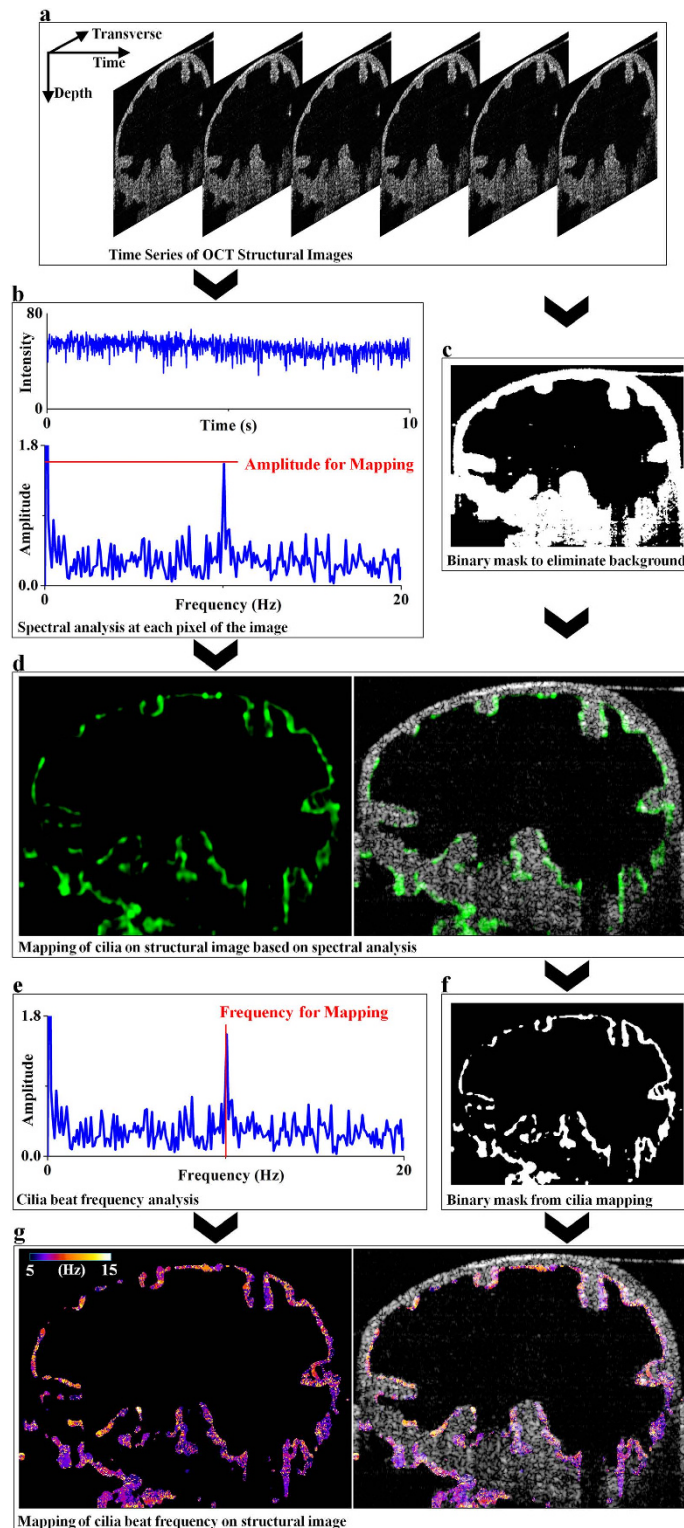 a
Transverse
Time
Depth
Time Series of OCT Structural Images
b
80
Intensity
0
0
Time (s)
10
1.8
Amplitude for Mapping
Amplitude
0.0
0
Frequency (Hz)
20
Spectral analysis at each pixel of the image
c
Binary mask to eliminate background
d
Mapping of cilia on structural image based on spectral analysis
e
1.8
Frequency for Mapping
Amplitude
0.0
0
Frequency (Hz)
20
Cilia beat frequency analysis
f
Binary mask from cilia mapping
g
5 (Hz) 15
Mapping of cilia beat frequency on structural image